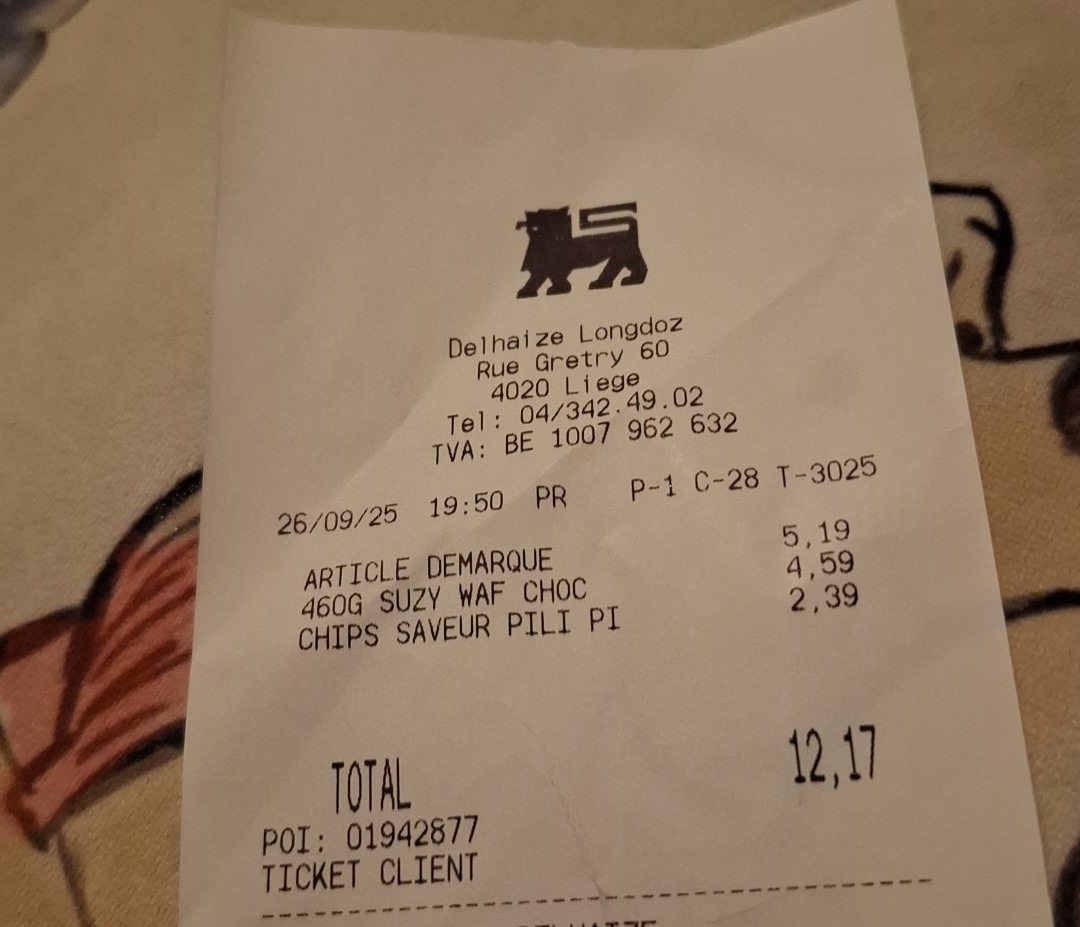 Delhaize Longdoz
Rue Gretry 60
4020 Liege
Tel: 04/342.49.02
TVA: BE 1007 962 632
26/09/25 19:50 PR P-1 C-28 T-3025
ARTICLE DEMARQUE 5,19
460G SUZY WAF CHOC 4,59
CHIPS SAVEUR PILI PI 2,39
TOTAL 12,17
POI: 01942877
TICKET CLIENT